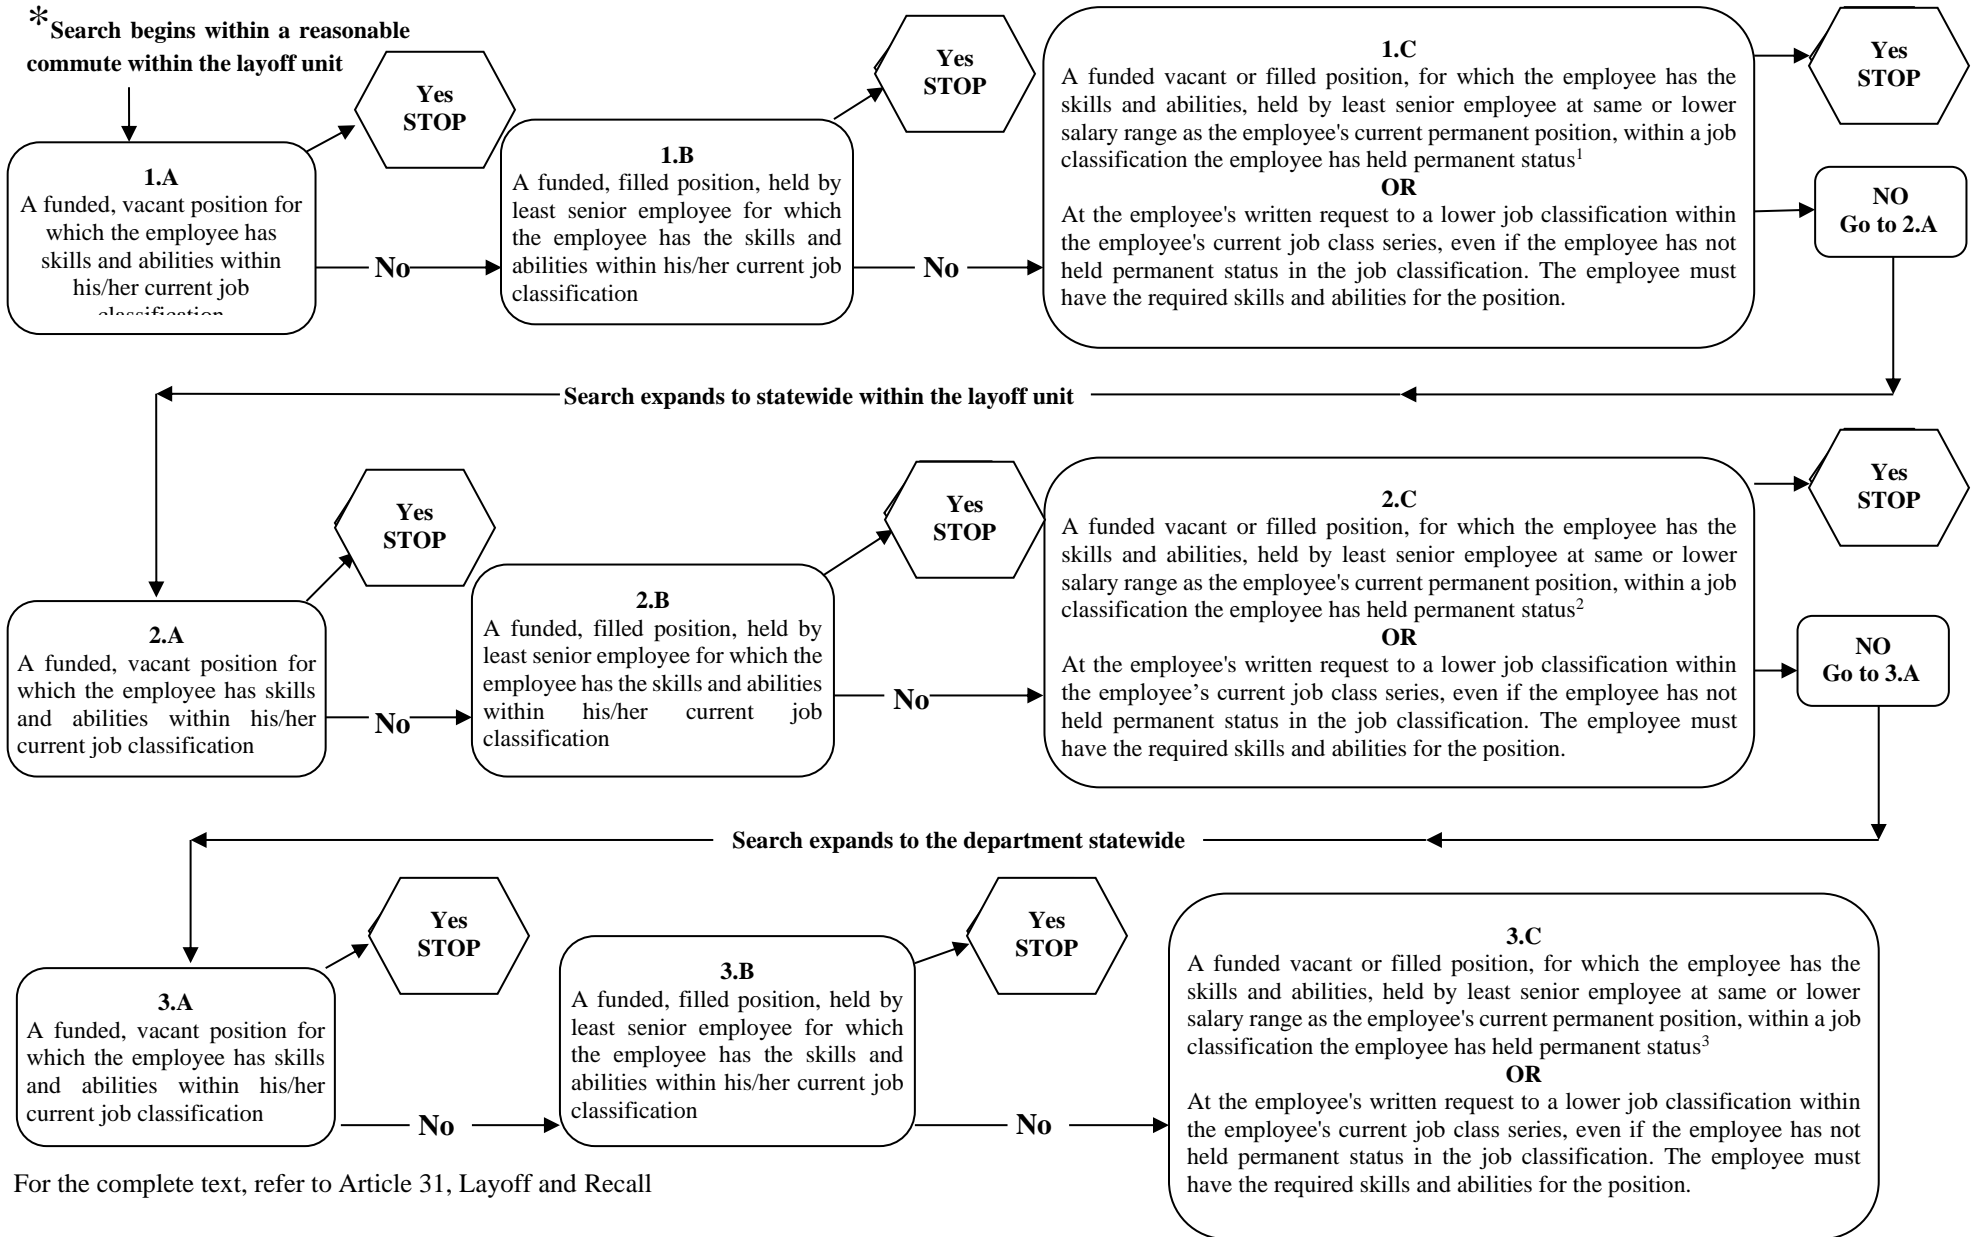 *Search begins within a reasonable
commute within the layoff unit
Yes
STOP
1.A
A funded, vacant position for
which the employee has
skills and abilities within
his/her current job
classification
No
Yes
STOP
1.B
A funded, filled position, held by
least senior employee for which
the employee has the skills and
abilities within his/her current job
classification
No
1.C
A funded vacant or filled position, for which the employee has the
skills and abilities, held by least senior employee at same or lower
salary range as the employee's current permanent position, within a job
classification the employee has held permanent status¹
OR
At the employee's written request to a lower job classification within
the employee's current job class series, even if the employee has not
held permanent status in the job classification. The employee must
have the required skills and abilities for the position.
Yes
STOP
NO
Go to 2.A
Search expands to statewide within the layoff unit
Yes
STOP
2.A
A funded, vacant position for
which the employee has skills
and abilities within his/her
current job classification
No
Yes
STOP
2.B
A funded, filled position, held by
least senior employee for which the
employee has the skills and abilities
within his/her current job
classification
No
2.C
A funded vacant or filled position, for which the employee has the
skills and abilities, held by least senior employee at same or lower
salary range as the employee's current permanent position, within a job
classification the employee has held permanent status²
OR
At the employee's written request to a lower job classification within
the employee’s current job class series, even if the employee has not
held permanent status in the job classification. The employee must
have the required skills and abilities for the position.
Yes
STOP
NO
Go to 3.A
Search expands to the department statewide
Yes
STOP
3.A
A funded, vacant position for
which the employee has skills
and abilities within his/her
current job classification
No
Yes
STOP
3.B
A funded, filled position, held by
least senior employee for which
the employee has the skills and
abilities within his/her current job
classification
No
3.C
A funded vacant or filled position, for which the employee has the
skills and abilities, held by least senior employee at same or lower
salary range as the employee's current permanent position, within a job
classification the employee has held permanent status³
OR
At the employee's written request to a lower job classification within
the employee's current job class series, even if the employee has not
held permanent status in the job classification. The employee must
have the required skills and abilities for the position.
For the complete text, refer to Article 31, Layoff and Recall